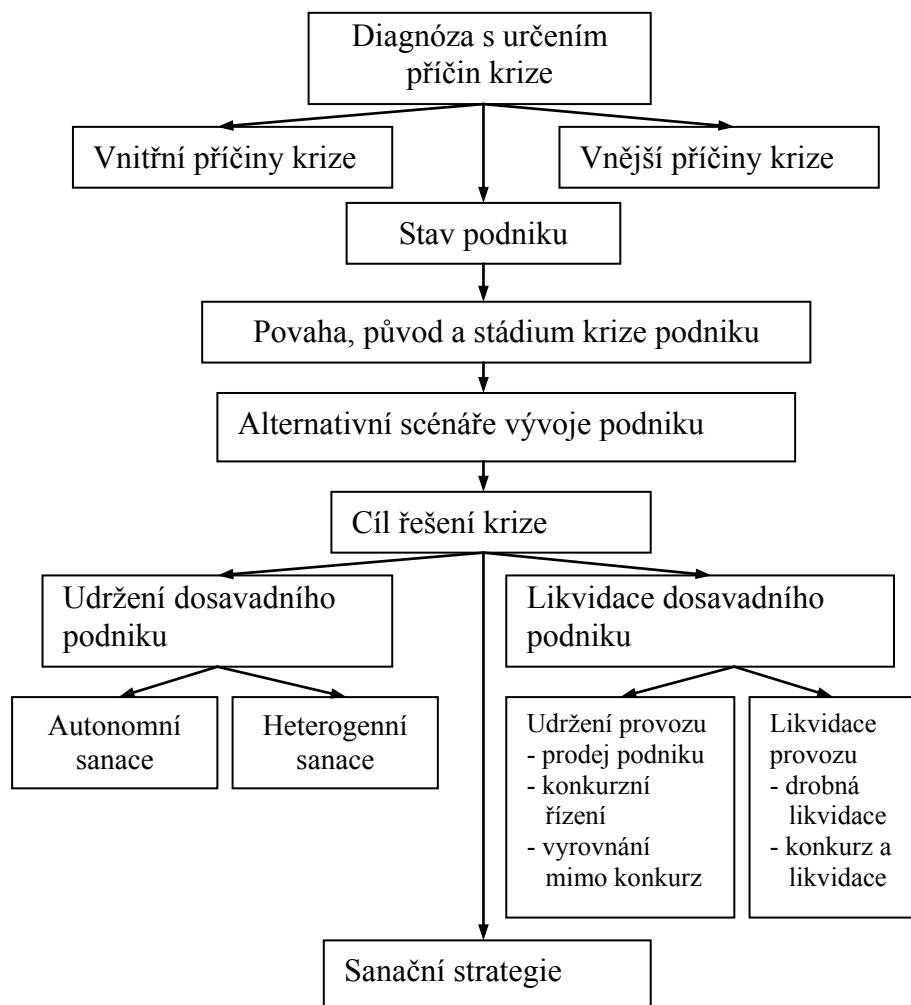 Diagnóza s určením
příčin krize
Vnitřní příčiny krize
Vnější příčiny krize
Stav podniku
Povaha, původ a stádium krize podniku
Alternativní scénáře vývoje podniku
Cíl řešení krize
Udržení dosavadního
podniku
Likvidace dosavadního
podniku
Autonomní
sanace
Heterogenní
sanace
Udržení provozu
- prodej podniku
- konkurzní
řízení
- vyrovnání
mimo konkurz
Likvidace
provozu
- drobná
likvidace
- konkurz a
likvidace
Sanační strategie